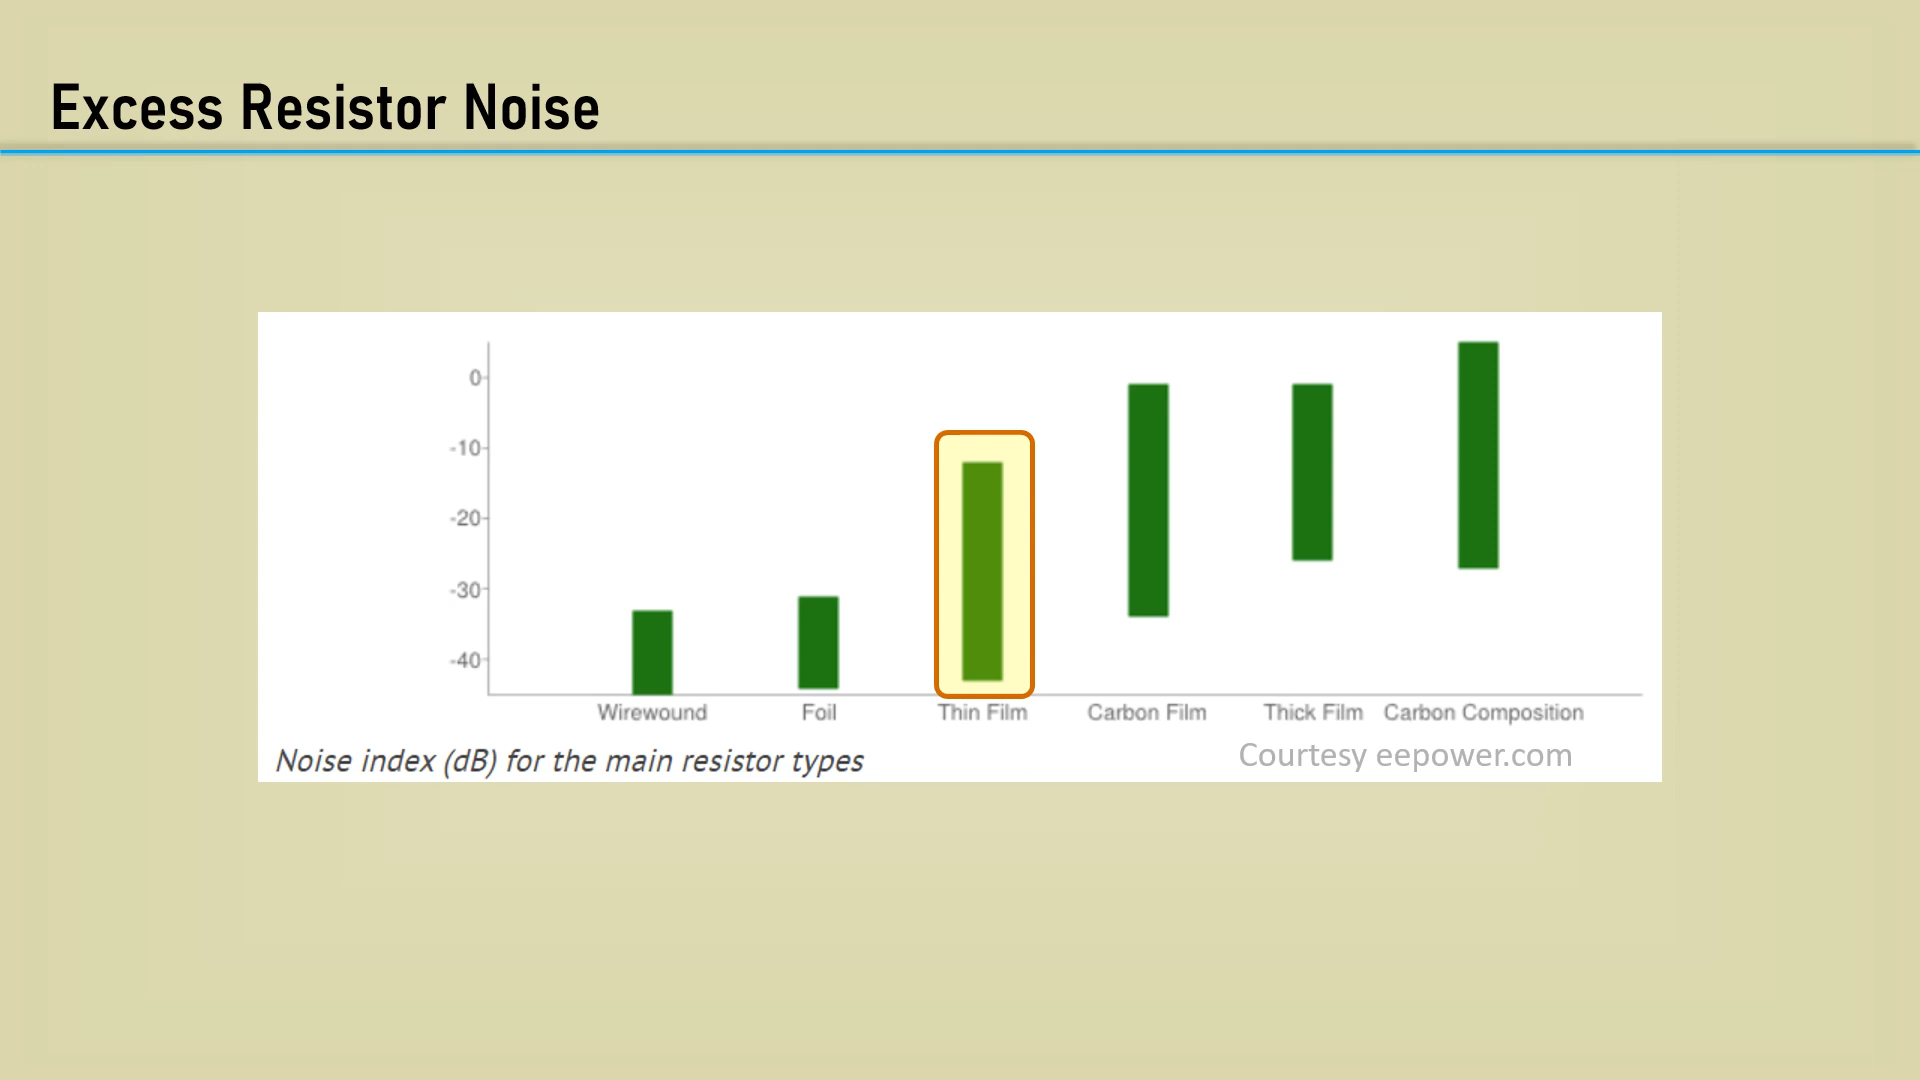 Excess Resistor Noise
0
-10
-20
-30
-40
Wirewound Foil Thin Film Carbon Film Thick Film Carbon Composition
Noise index (dB) for the main resistor types
Courtesy eepower.com